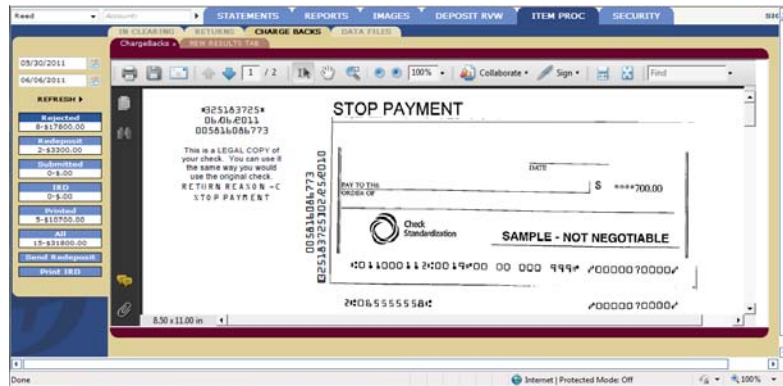 Reed
STATEMENTS REPORTS IMAGES DEPOSIT RVW ITEM PROC SECURITY
IN CLEARING RETURNS CHARGE BACKS DATA FILES
ChargeBacks NEW RESULTS TAB
05/30/2011
06/06/2011
REFRESH
Rejected
8-$17800.00
Redeposit
2-$3300.00
Submitted
0-$.00
IRD
0-$.00
Printed
5-$10700.00
All
15-$31800.00
Send Redeposit
Print IRD
1 / 2 100% Collaborate Sign Find
*325183725*
06.06.2011
005816086773
This is a LEGAL COPY of
your check. You can use it
the same way you would
use the original check.
RETURN REASON -C
STOP PAYMENT
STOP PAYMENT
DATE
PAY TO THE
ORDER OF
$ ****700.00
Check
Standardization
SAMPLE - NOT NEGOTIABLE
8.50 x 11.00 in
Done
Internet | Protected Mode: Off
100%